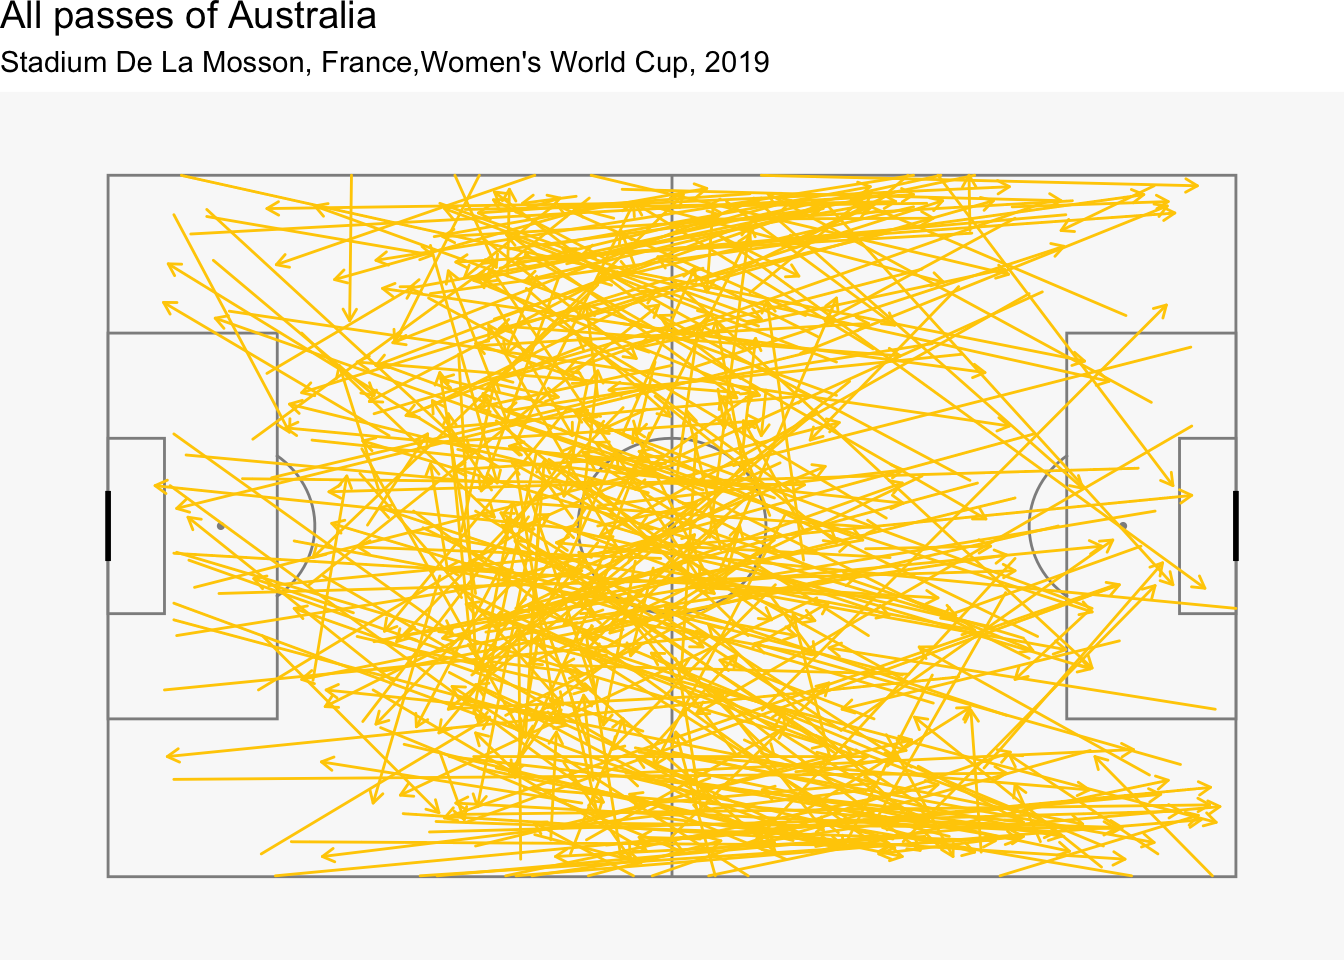 All passes of Australia
Stadium De La Mosson, France,Women's World Cup, 2019